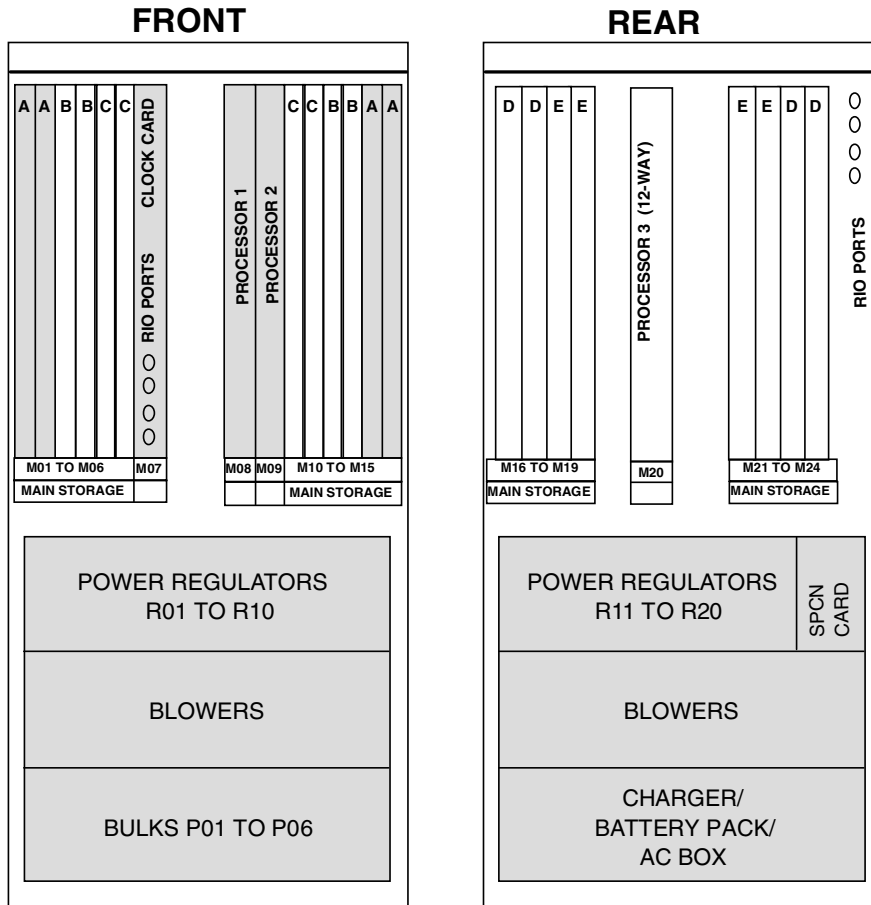 FRONT
A A B B C C
CLOCK CARD
RIO PORTS
PROCESSOR 1
PROCESSOR 2
C C B B A A
M01 TO M06
M07
M08
M09
M10 TO M15
MAIN STORAGE
MAIN STORAGE
POWER REGULATORS
R01 TO R10
BLOWERS
BULKS P01 TO P06
REAR
D D E E
PROCESSOR 3 (12-WAY)
E E D D
RIO PORTS
M16 TO M19
M20
M21 TO M24
MAIN STORAGE
MAIN STORAGE
POWER REGULATORS
R11 TO R20
SPCN
CARD
BLOWERS
CHARGER/
BATTERY PACK/
AC BOX